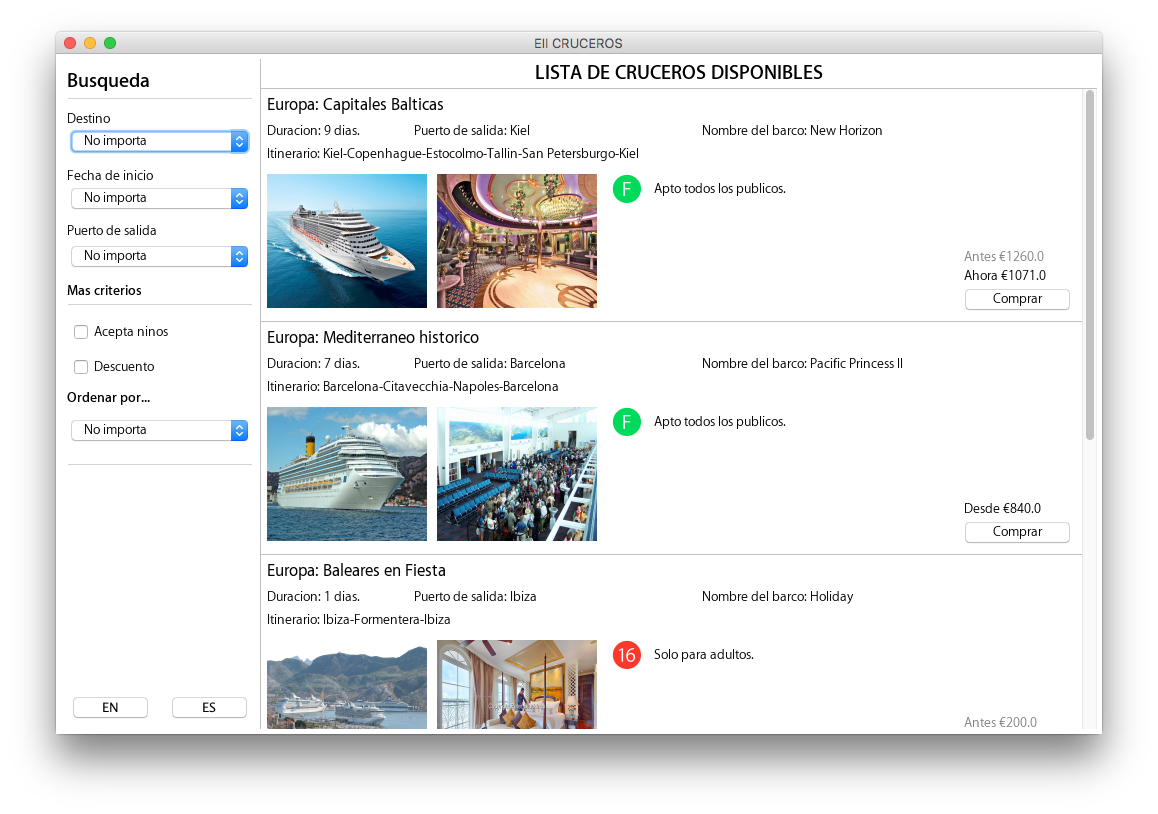 EII CRUCEROS
Busqueda
Destino
No importa
Fecha de inicio
No importa
Puerto de salida
No importa
Mas criterios
Acepta ninos
Descuento
Ordenar por...
No importa
EN ES
LISTA DE CRUCEROS DISPONIBLES
Europa: Capitales Balticas
Duracion: 9 dias. Puerto de salida: Kiel Nombre del barco: New Horizon
Itinerario: Kiel-Copenhague-Estocolmo-Tallin-San Petersburgo-Kiel
F Apto todos los publicos.
Antes €1260.0
Ahora €1071.0
Comprar
Europa: Mediterraneo historico
Duracion: 7 dias. Puerto de salida: Barcelona Nombre del barco: Pacific Princess II
Itinerario: Barcelona-Citavecchia-Napoles-Barcelona
F Apto todos los publicos.
Desde €840.0
Comprar
Europa: Baleares en Fiesta
Duracion: 1 dias. Puerto de salida: Ibiza Nombre del barco: Holiday
Itinerario: Ibiza-Formentera-Ibiza
16 Solo para adultos.
Antes €200.0